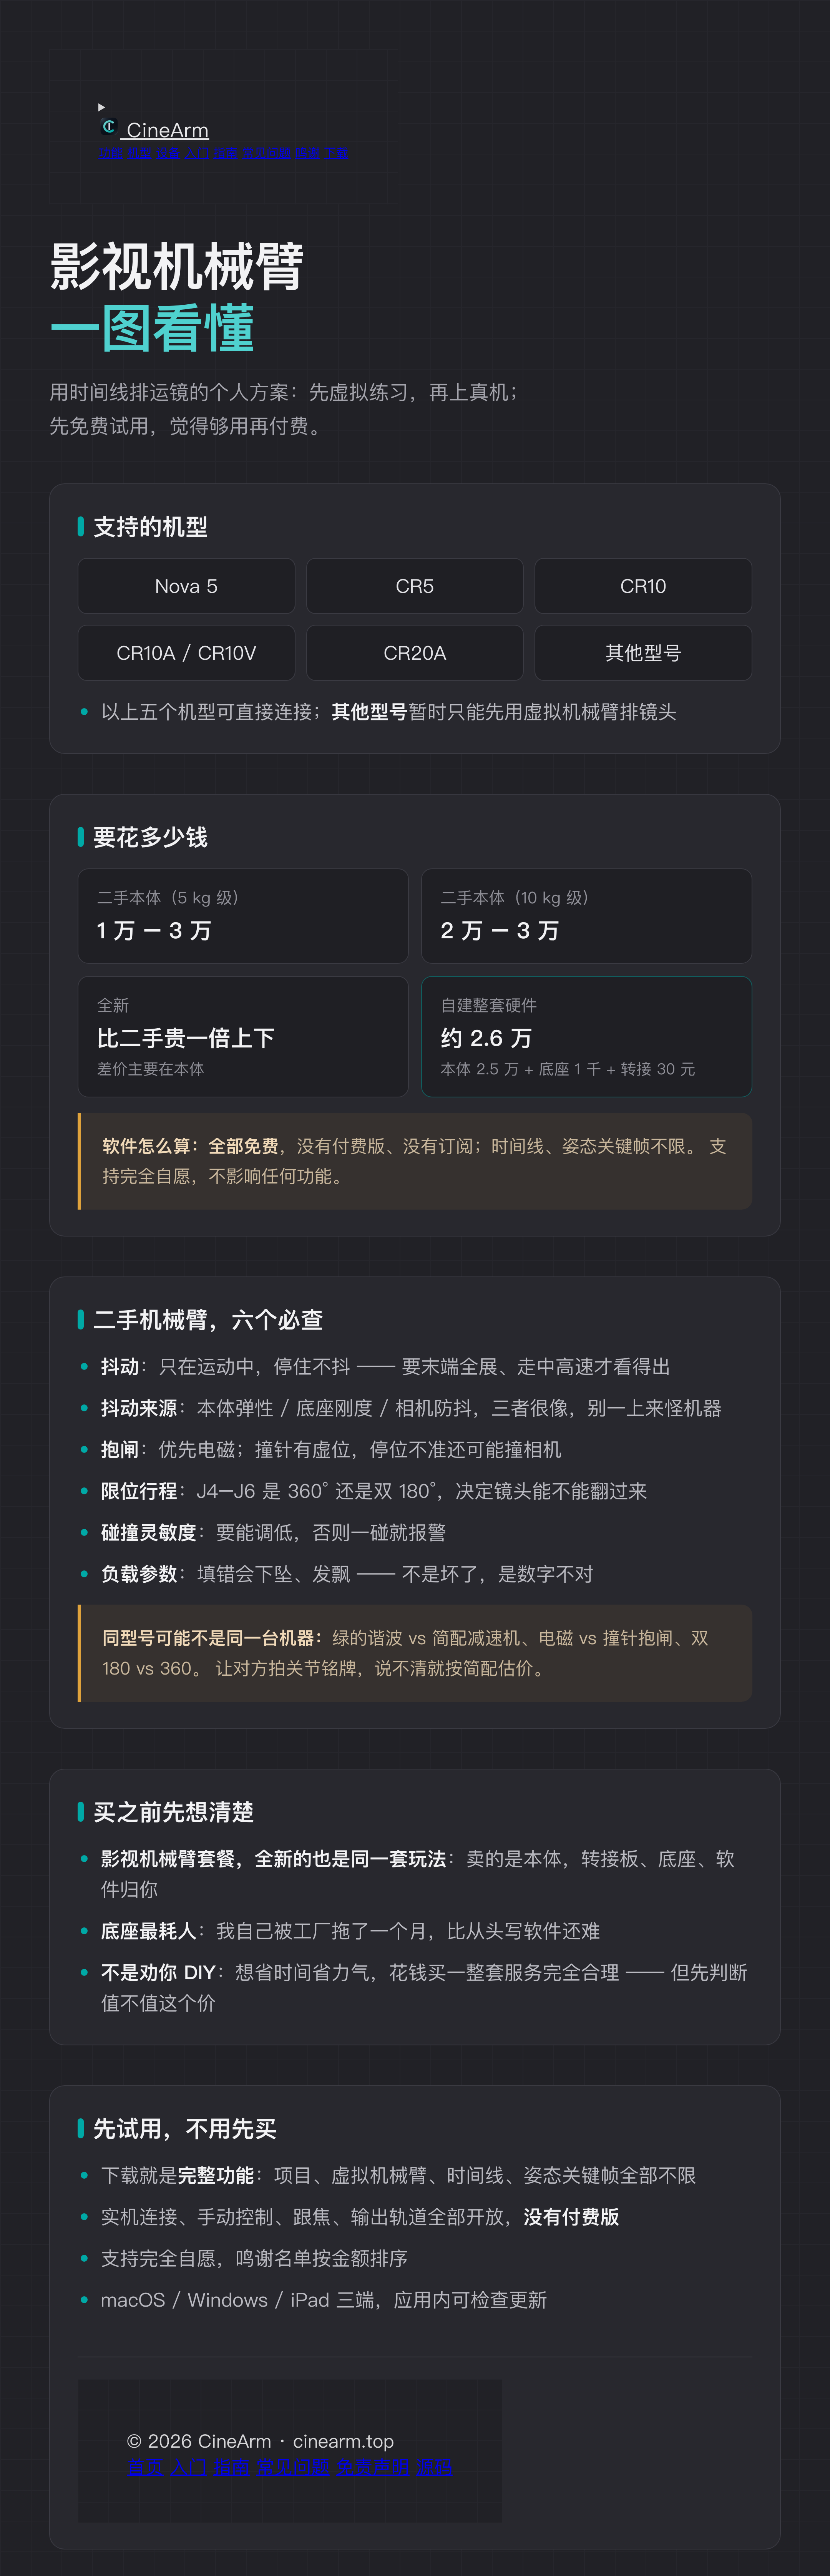 CineArm
功能 机型 设备 入门 指南 常见问题 鸣谢 下载
影视机械臂
一图看懂
用时间线排运镜的个人方案：先虚拟练习，再上真机；
先免费试用，觉得够用再付费。
支持的机型
Nova 5
CR5
CR10
CR10A / CR10V
CR20A
其他型号
以上五个机型可直接连接；其他型号暂时只能先用虚拟机械臂排镜头
要花多少钱
二手本体（5 kg 级）
1 万 – 3 万
二手本体（10 kg 级）
2 万 – 3 万
全新
比二手贵一倍上下
差价主要在本体
自建整套硬件
约 2.6 万
本体 2.5 万 + 底座 1 千 + 转接 30 元
软件怎么算：全部免费，没有付费版、没有订阅；时间线、姿态关键帧不限。 支
持完全自愿，不影响任何功能。
二手机械臂，六个必查
抖动：只在运动中，停住不抖 —— 要末端全展、走中高速才看得出
抖动来源：本体弹性 / 底座刚度 / 相机防抖，三者很像，别一上来怪机器
抱闸：优先电磁；撞针有虚位，停位不准还可能撞相机
限位行程：J4–J6 是 360° 还是双 180°，决定镜头能不能翻过来
碰撞灵敏度：要能调低，否则一碰就报警
负载参数：填错会下坠、发飘 —— 不是坏了，是数字不对
同型号可能不是同一台机器：绿的谐波 vs 简配减速机、电磁 vs 撞针抱闸、双
180 vs 360。 让对方拍关节铭牌，说不清就按简配估价。
买之前先想清楚
影视机械臂套餐，全新的也是同一套玩法：卖的是本体，转接板、底座、软
件归你
底座最耗人：我自己被工厂拖了一个月，比从头写软件还难
不是劝你 DIY：想省时间省力气，花钱买一整套服务完全合理 —— 但先判断
值不值这个价
先试用，不用先买
下载就是完整功能：项目、虚拟机械臂、时间线、姿态关键帧全部不限
实机连接、手动控制、跟焦、输出轨道全部开放，没有付费版
支持完全自愿，鸣谢名单按金额排序
macOS / Windows / iPad 三端，应用内可检查更新
© 2026 CineArm · cinearm.top
首页 入门 指南 常见问题 免责声明 源码